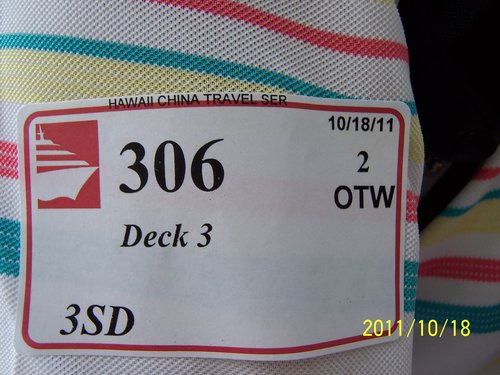 HAWAII CHINA TRAVEL SER
10/18/11
306
2
OTW
Deck 3
3SD
2011/10/18